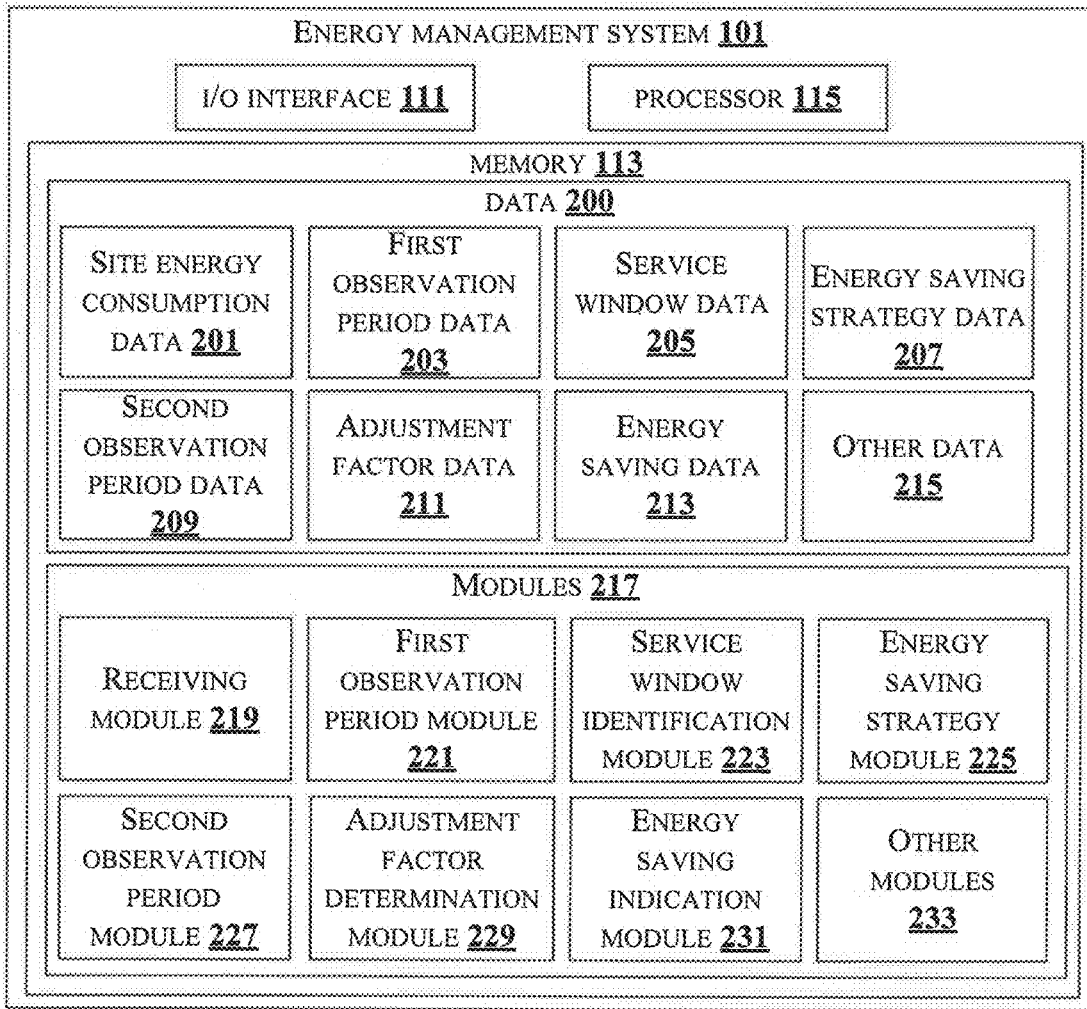 ENERGY MANAGEMENT SYSTEM 101
I/O INTERFACE 111
PROCESSOR 115
MEMORY 113
DATA 200
SITE ENERGY
CONSUMPTION
DATA 201
FIRST
OBSERVATION
PERIOD DATA
203
SERVICE
WINDOW DATA
205
ENERGY SAVING
STRATEGY DATA
207
SECOND
OBSERVATION
PERIOD DATA
209
ADJUSTMENT
FACTOR DATA
211
ENERGY
SAVING DATA
213
OTHER DATA
215
MODULES 217
RECEIVING
MODULE 219
FIRST
OBSERVATION
PERIOD MODULE
221
SERVICE
WINDOW
IDENTIFICATION
MODULE 223
ENERGY
SAVING
STRATEGY
MODULE 225
SECOND
OBSERVATION
PERIOD
MODULE 227
ADJUSTMENT
FACTOR
DETERMINATION
MODULE 229
ENERGY
SAVING
INDICATION
MODULE 231
OTHER
MODULES
233